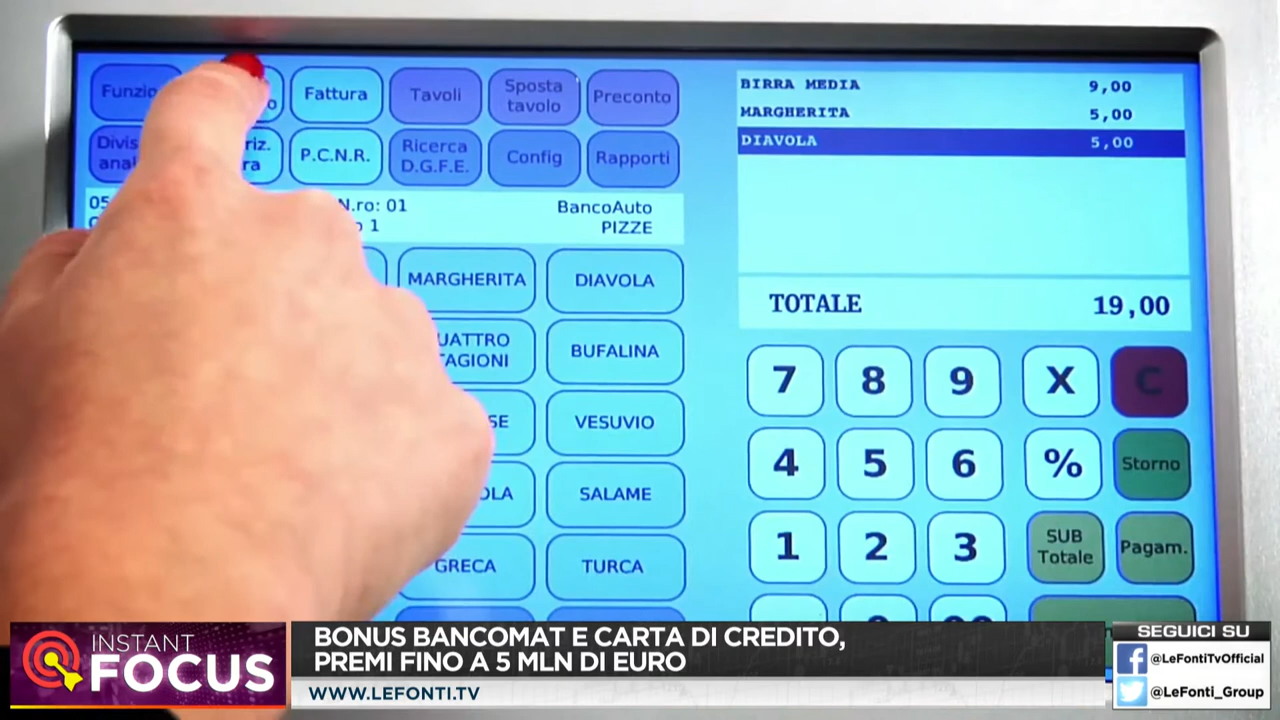 Fattura
Tavoli
Sposta
tavolo
Preconto
P.C.N.R.
Ricerca
D.G.F.E.
Config
Rapporti
N.ro: 01
BancoAuto
1
PIZZE
MARGHERITA
DIAVOLA
BUFALINA
VESUVIO
SALAME
GRECA
TURCA
BIRRA MEDIA 9,00
MARGHERITA 5,00
DIAVOLA 5,00
TOTALE 19,00
7 8 9 X C
4 5 6 % Storno
1 2 3
SUB
Totale
Pagam.
INSTANT
FOCUS
BONUS BANCOMAT E CARTA DI CREDITO,
PREMI FINO A 5 MLN DI EURO
WWW.LEFONTI.TV
SEGUICI SU
@LeFontiTvOfficial
@LeFonti_Group